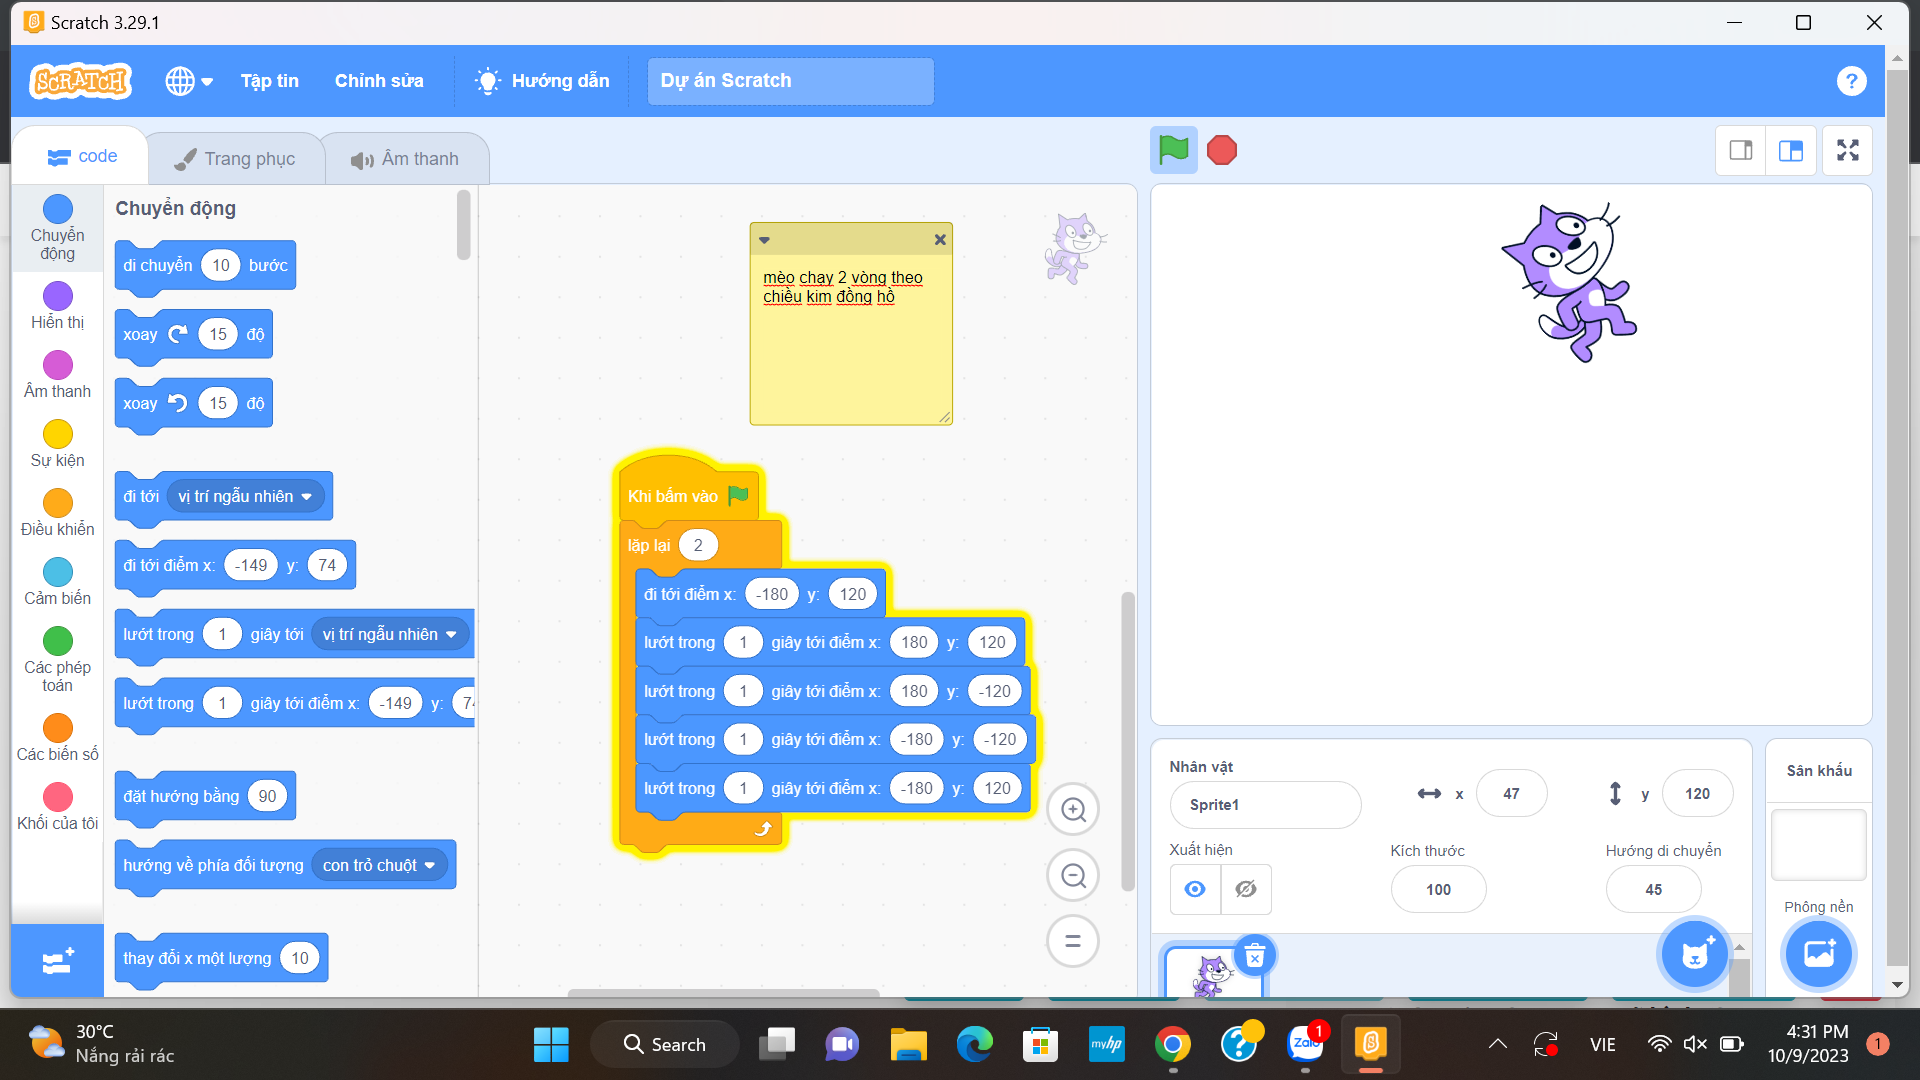 Scratch 3.29.1
SCRATCH
Tập tin
Chỉnh sửa
Hướng dẫn
Dự án Scratch
?
code
Trang phục
Âm thanh
Chuyển động
Hiển thị
Âm thanh
Sự kiện
Điều khiển
Cảm biến
Các phép toán
Các biến số
Khối của tôi
Chuyển động
di chuyển 10 bước
xoay 15 độ
xoay 15 độ
đi tới vị trí ngẫu nhiên
đi tới điểm x: -149 y: 74
lướt trong 1 giây tới vị trí ngẫu nhiên
lướt trong 1 giây tới điểm x: -149 y: 74
đặt hướng bằng 90
hướng về phía đối tượng con trỏ chuột
thay đổi x một lượng 10
mèo chạy 2 vòng theo
chiều kim đồng hồ
Khi bấm vào
lặp lại 2
đi tới điểm x: -180 y: 120
lướt trong 1 giây tới điểm x: 180 y: 120
lướt trong 1 giây tới điểm x: 180 y: -120
lướt trong 1 giây tới điểm x: -180 y: -120
lướt trong 1 giây tới điểm x: -180 y: 120
Nhân vật
Sprite1
x 47
y 120
Xuất hiện
Kích thước
100
Hướng di chuyển
45
Sân khấu
Phông nền
30°C
Nắng rải rác
Search
myhp
Zalo
1
VIE
4:31 PM
10/9/2023
1